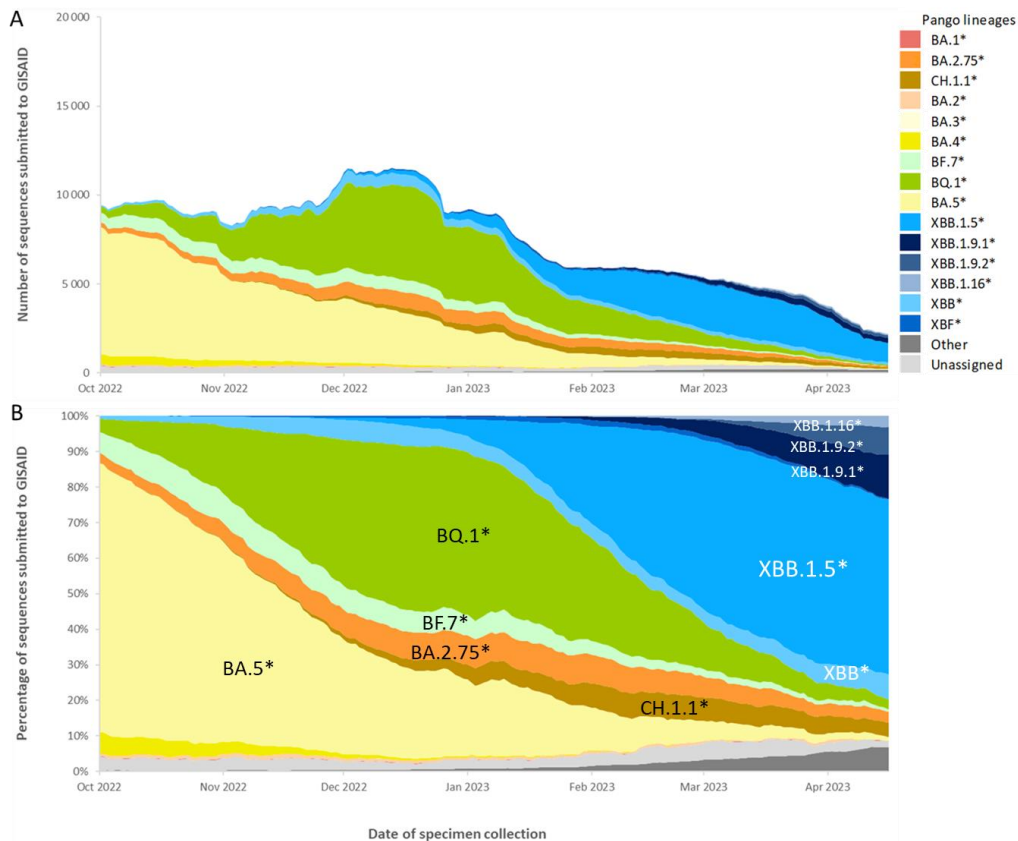 A
Number of sequences submitted to GISAID
20 000
15 000
10 000
5 000
0
Oct 2022
Nov 2022
Dec 2022
Jan 2023
Feb 2023
Mar 2023
Apr 2023
Pango lineages
BA.1*
BA.2.75*
CH.1.1*
BA.2*
BA.3*
BA.4*
BF.7*
BQ.1*
BA.5*
XBB.1.5*
XBB.1.9.1*
XBB.1.9.2*
XBB.1.16*
XBB*
XBF*
Other
Unassigned
B
Percentage of sequences submitted to GISAID
100%
90%
80%
70%
60%
50%
40%
30%
20%
10%
0%
XBB.1.16*
XBB.1.9.2*
XBB.1.9.1*
BQ.1*
XBB.1.5*
BF.7*
BA.2.75*
BA.5*
XBB*
CH.1.1*
Oct 2022
Nov 2022
Dec 2022
Jan 2023
Feb 2023
Mar 2023
Apr 2023
Date of specimen collection